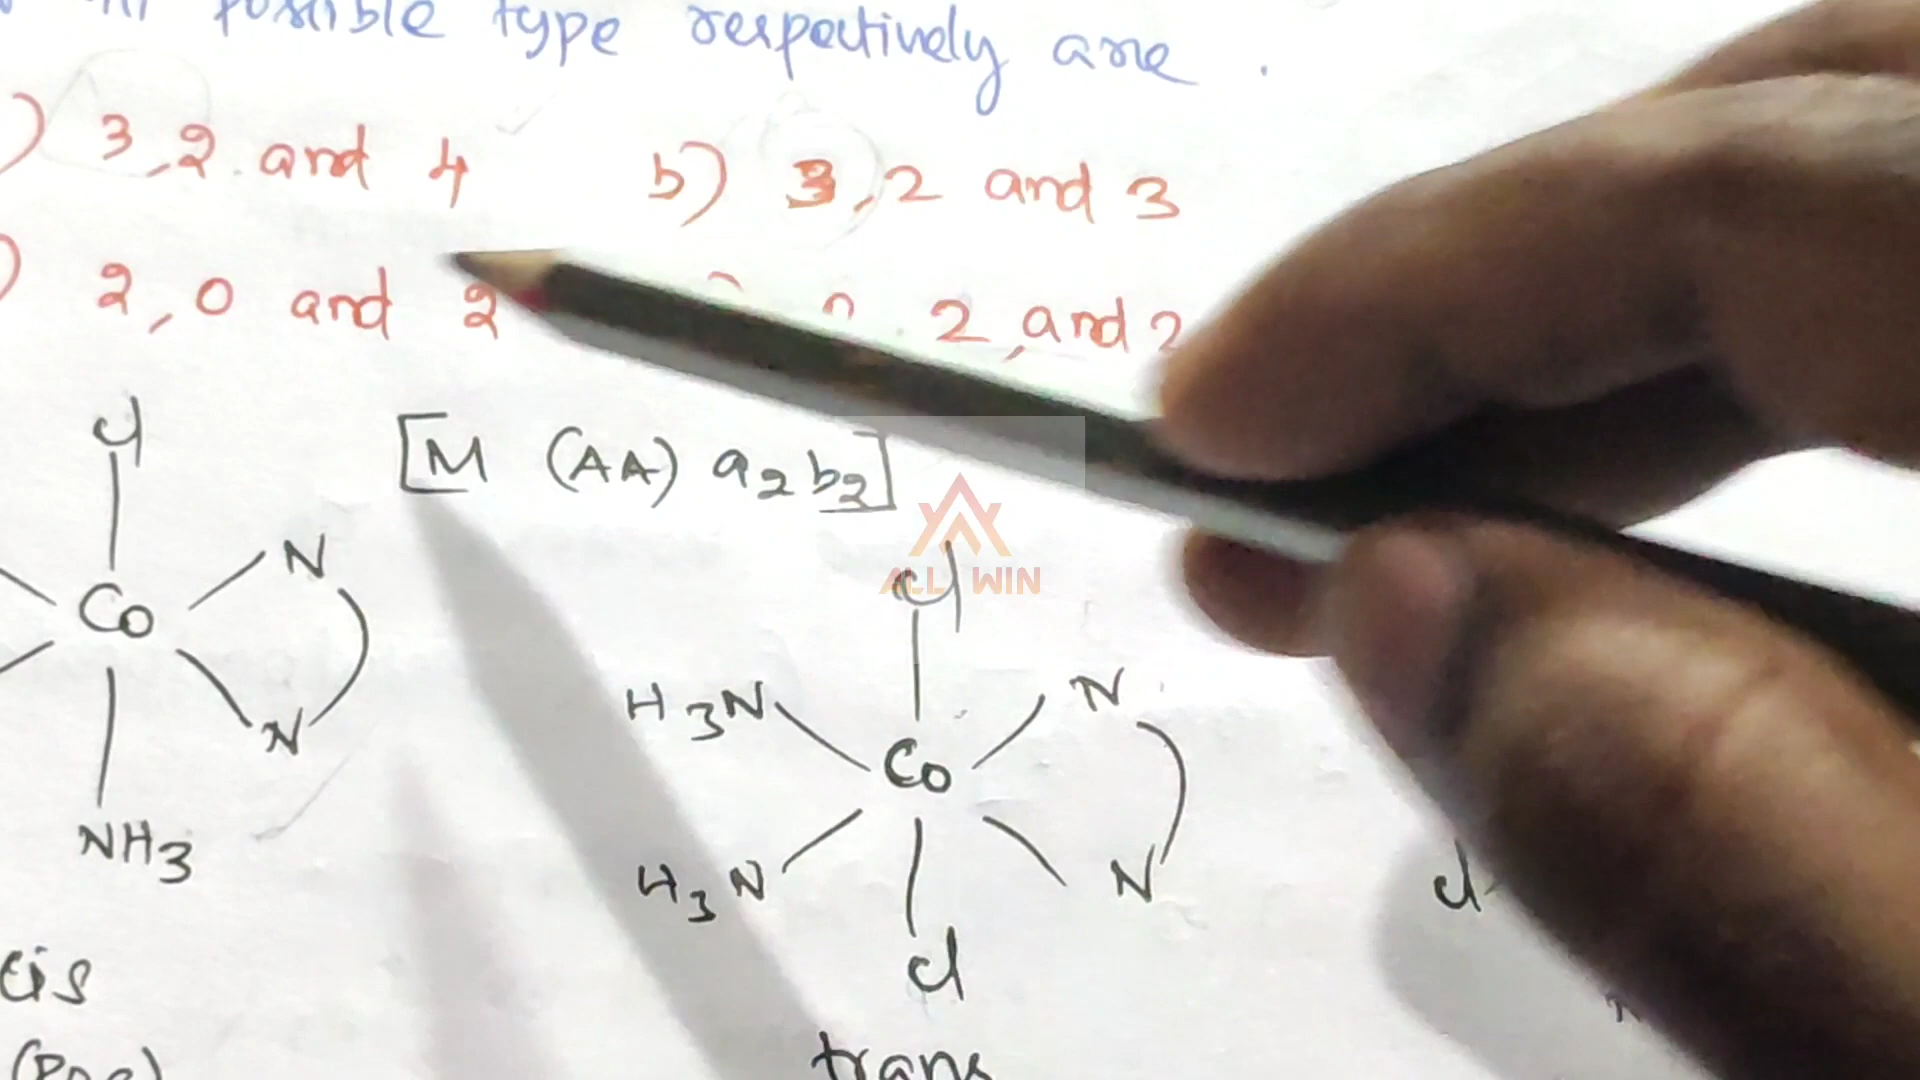 possible type respectively are .
) 3,2 and 4 b) 3,2 and 3
) 2,0 and 2 2,and 2
Cl
[M (AA) a2b2]
ALL WIN
N
Co
N
NH3
Cl
H3N N
Co
H3N N
Cl
cl
cis
trans